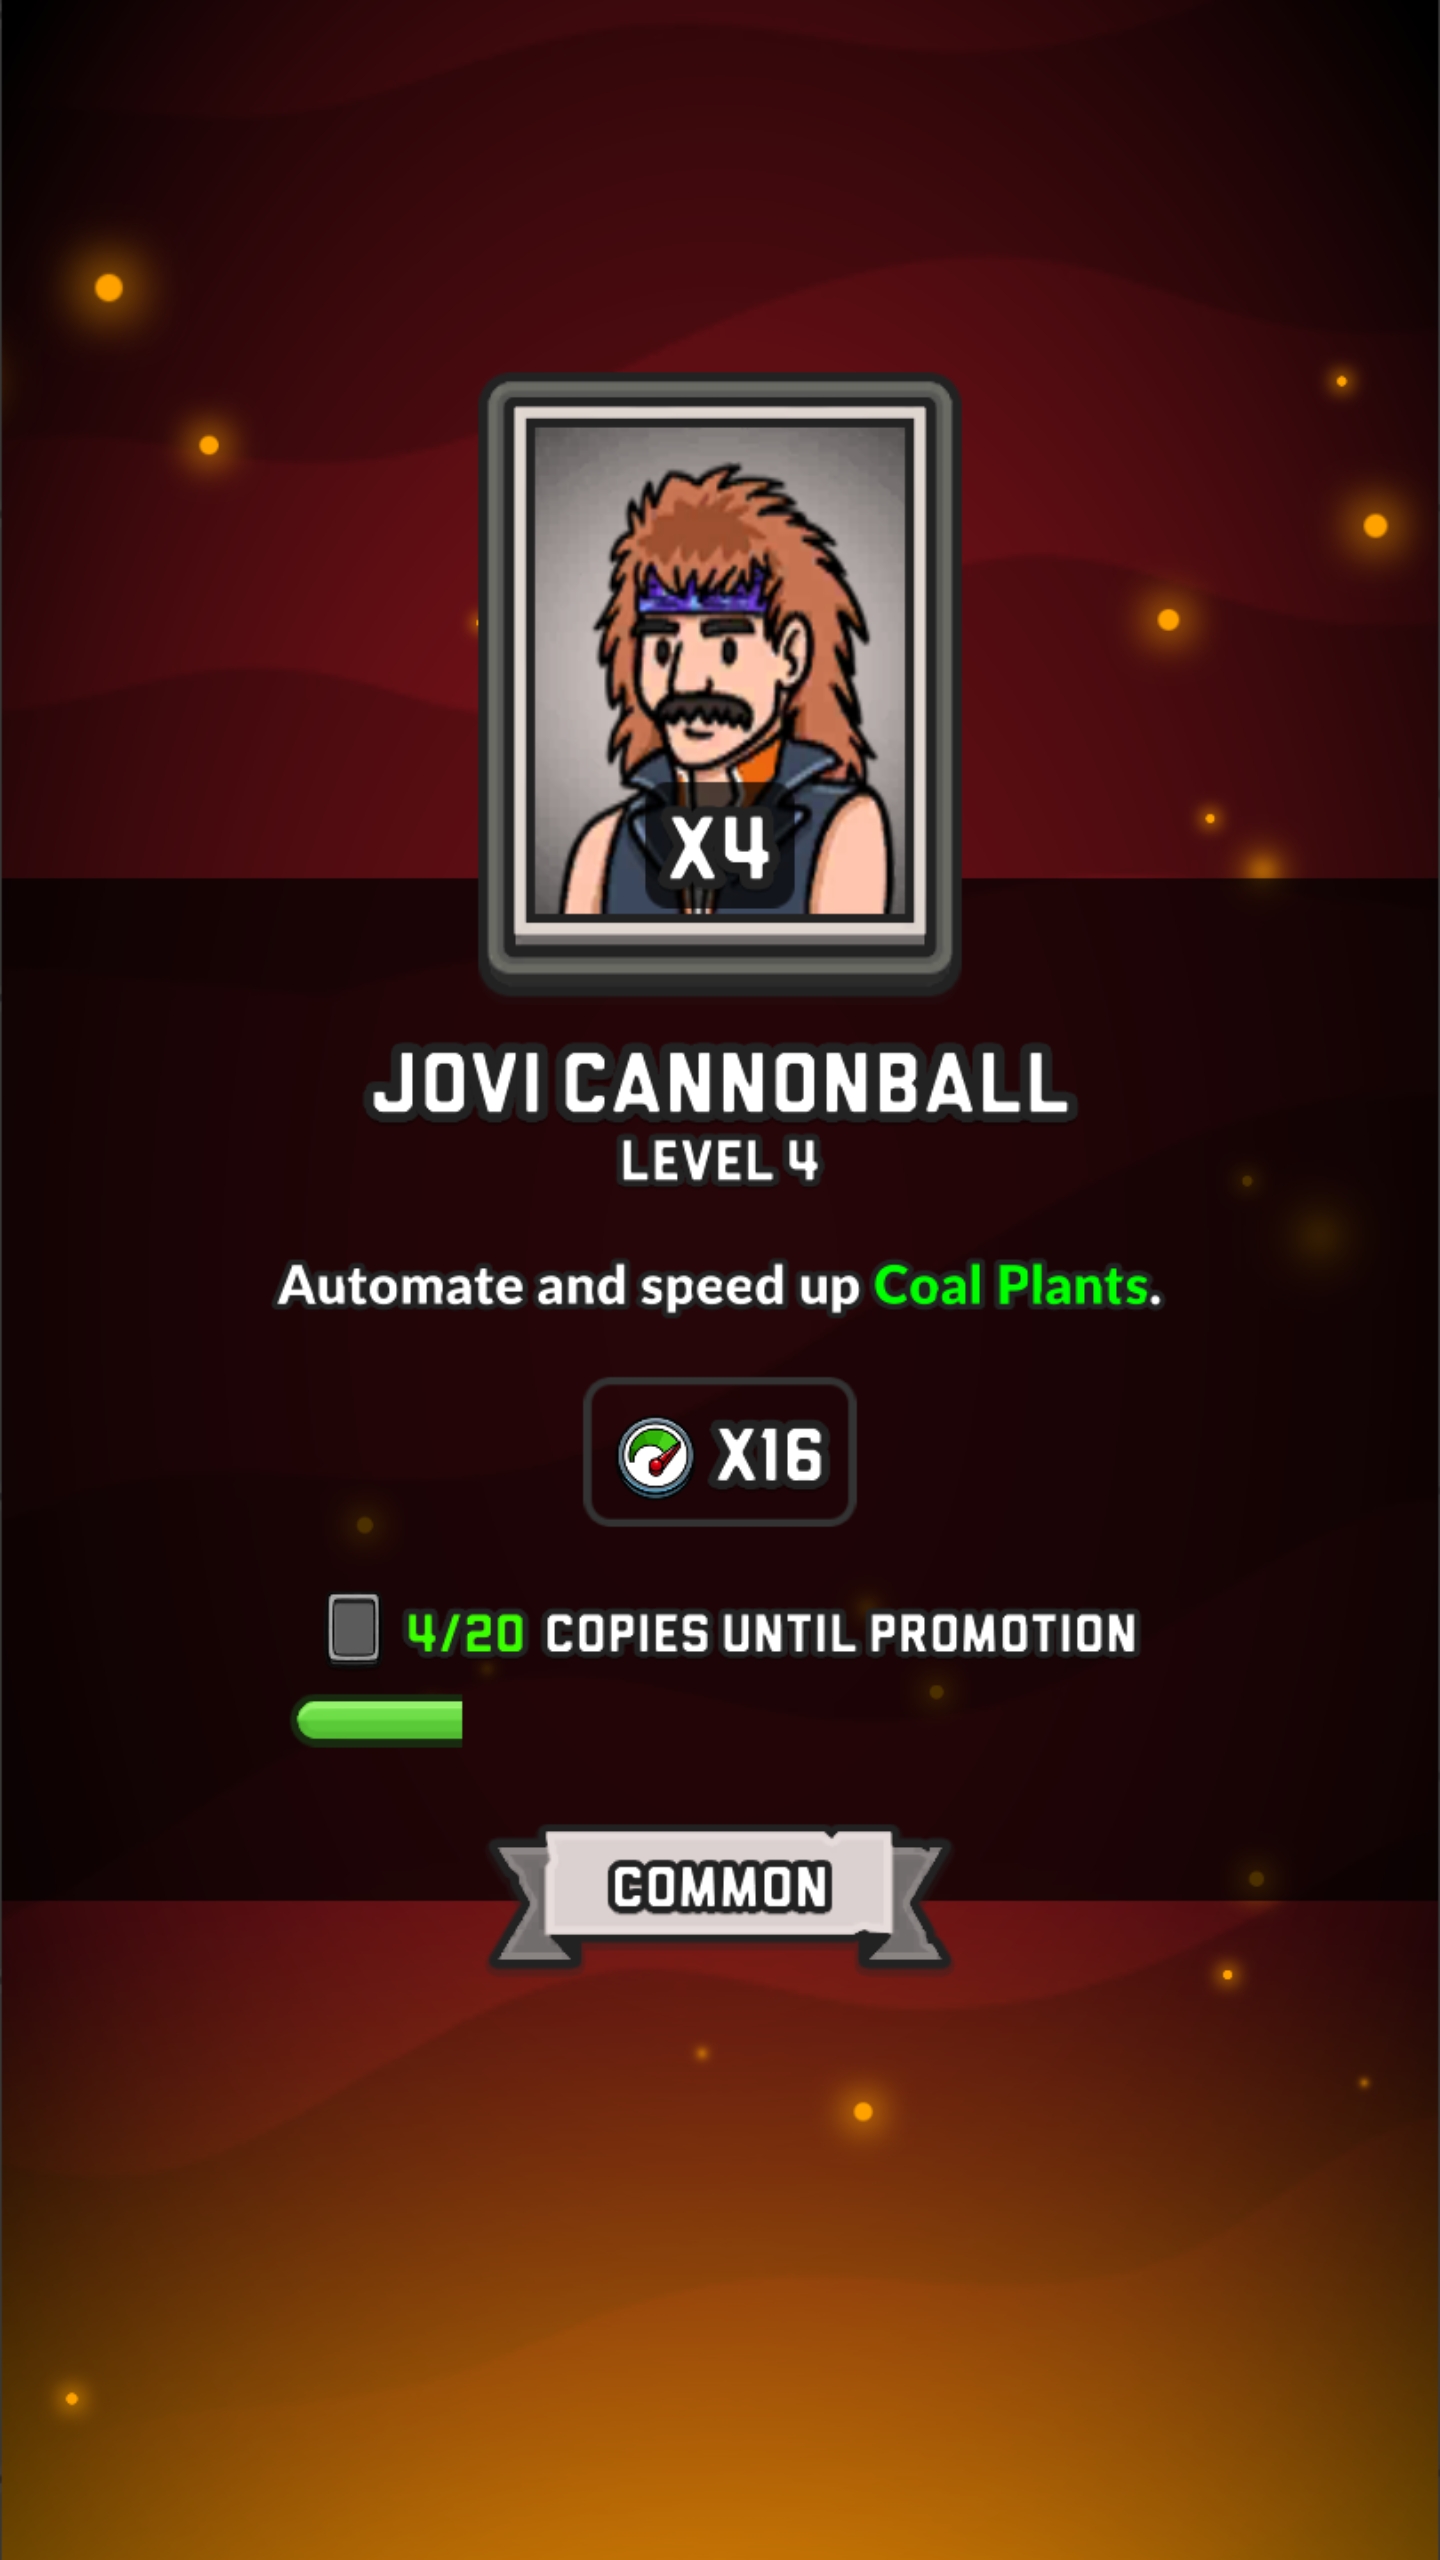 X4
JOVI CANNONBALL
LEVEL 4
Automate and speed up Coal Plants.
X16
4/20 COPIES UNTIL PROMOTION
COMMON